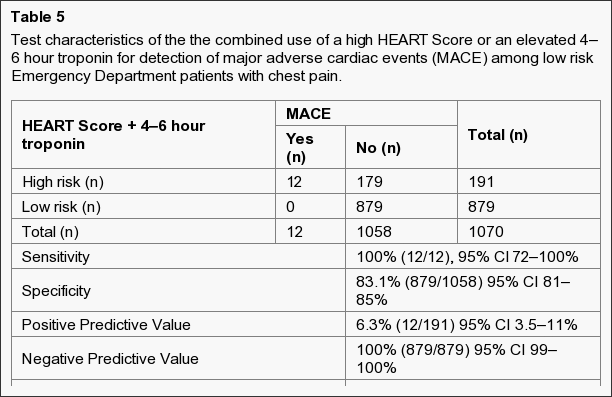 Table 5
Test characteristics of the the combined use of a high HEART Score or an elevated 4–
6 hour troponin for detection of major adverse cardiac events (MACE) among low risk
Emergency Department patients with chest pain.
HEART Score + 4–6 hour
troponin
MACE
Total (n)
Yes
(n)
No (n)
High risk (n) 12 179 191
Low risk (n) 0 879 879
Total (n) 12 1058 1070
Sensitivity 100% (12/12), 95% CI 72–100%
Specificity 83.1% (879/1058) 95% CI 81–
85%
Positive Predictive Value 6.3% (12/191) 95% CI 3.5–11%
Negative Predictive Value 100% (879/879) 95% CI 99–
100%